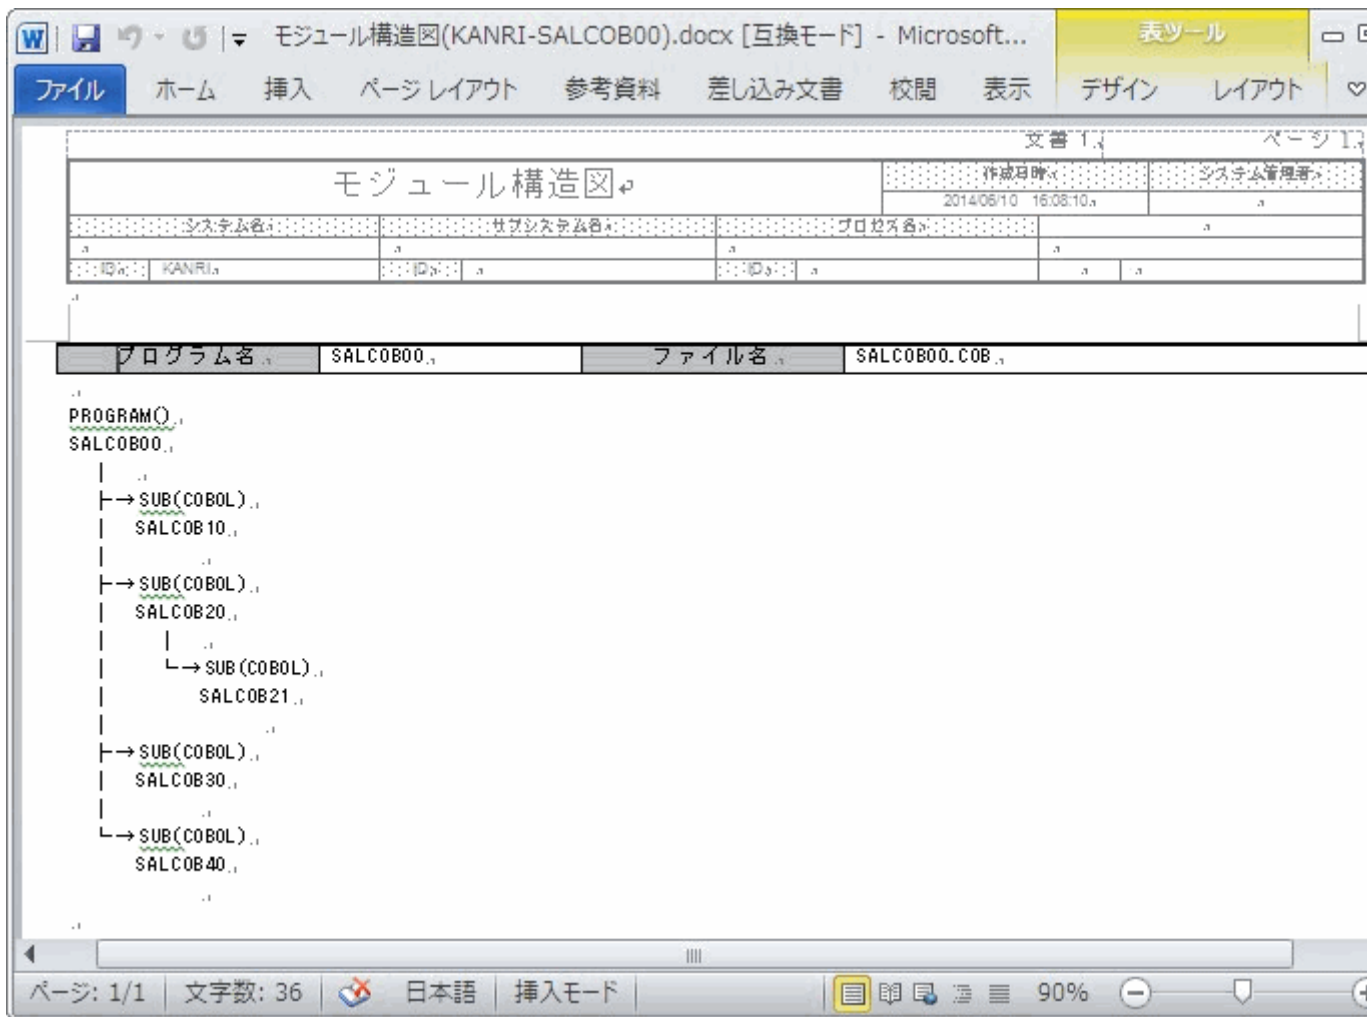 モジュール構造図(KANRI-SALCOB00).docx [互換モード] - Microsoft... 表ツール
ファイル ホーム 挿入 ページ レイアウト 参考資料 差し込み文書 校閲 表示 デザイン レイアウト
文書 1 ページ 1
モジュール構造図 作成日時 システム管理者
2014/06/10 16:08:10
システム名 サブシステム名 プロセス名
ID KANRI ID ID
プログラム名 SALCOB00 ファイル名 SALCOB00.COB
PROGRAM()
SALCOB00
SUB(COBOL)
SALCOB10
SUB(COBOL)
SALCOB20
SUB(COBOL)
SALCOB21
SUB(COBOL)
SALCOB30
SUB(COBOL)
SALCOB40
ページ: 1/1 文字数: 36 日本語 挿入モード 90%